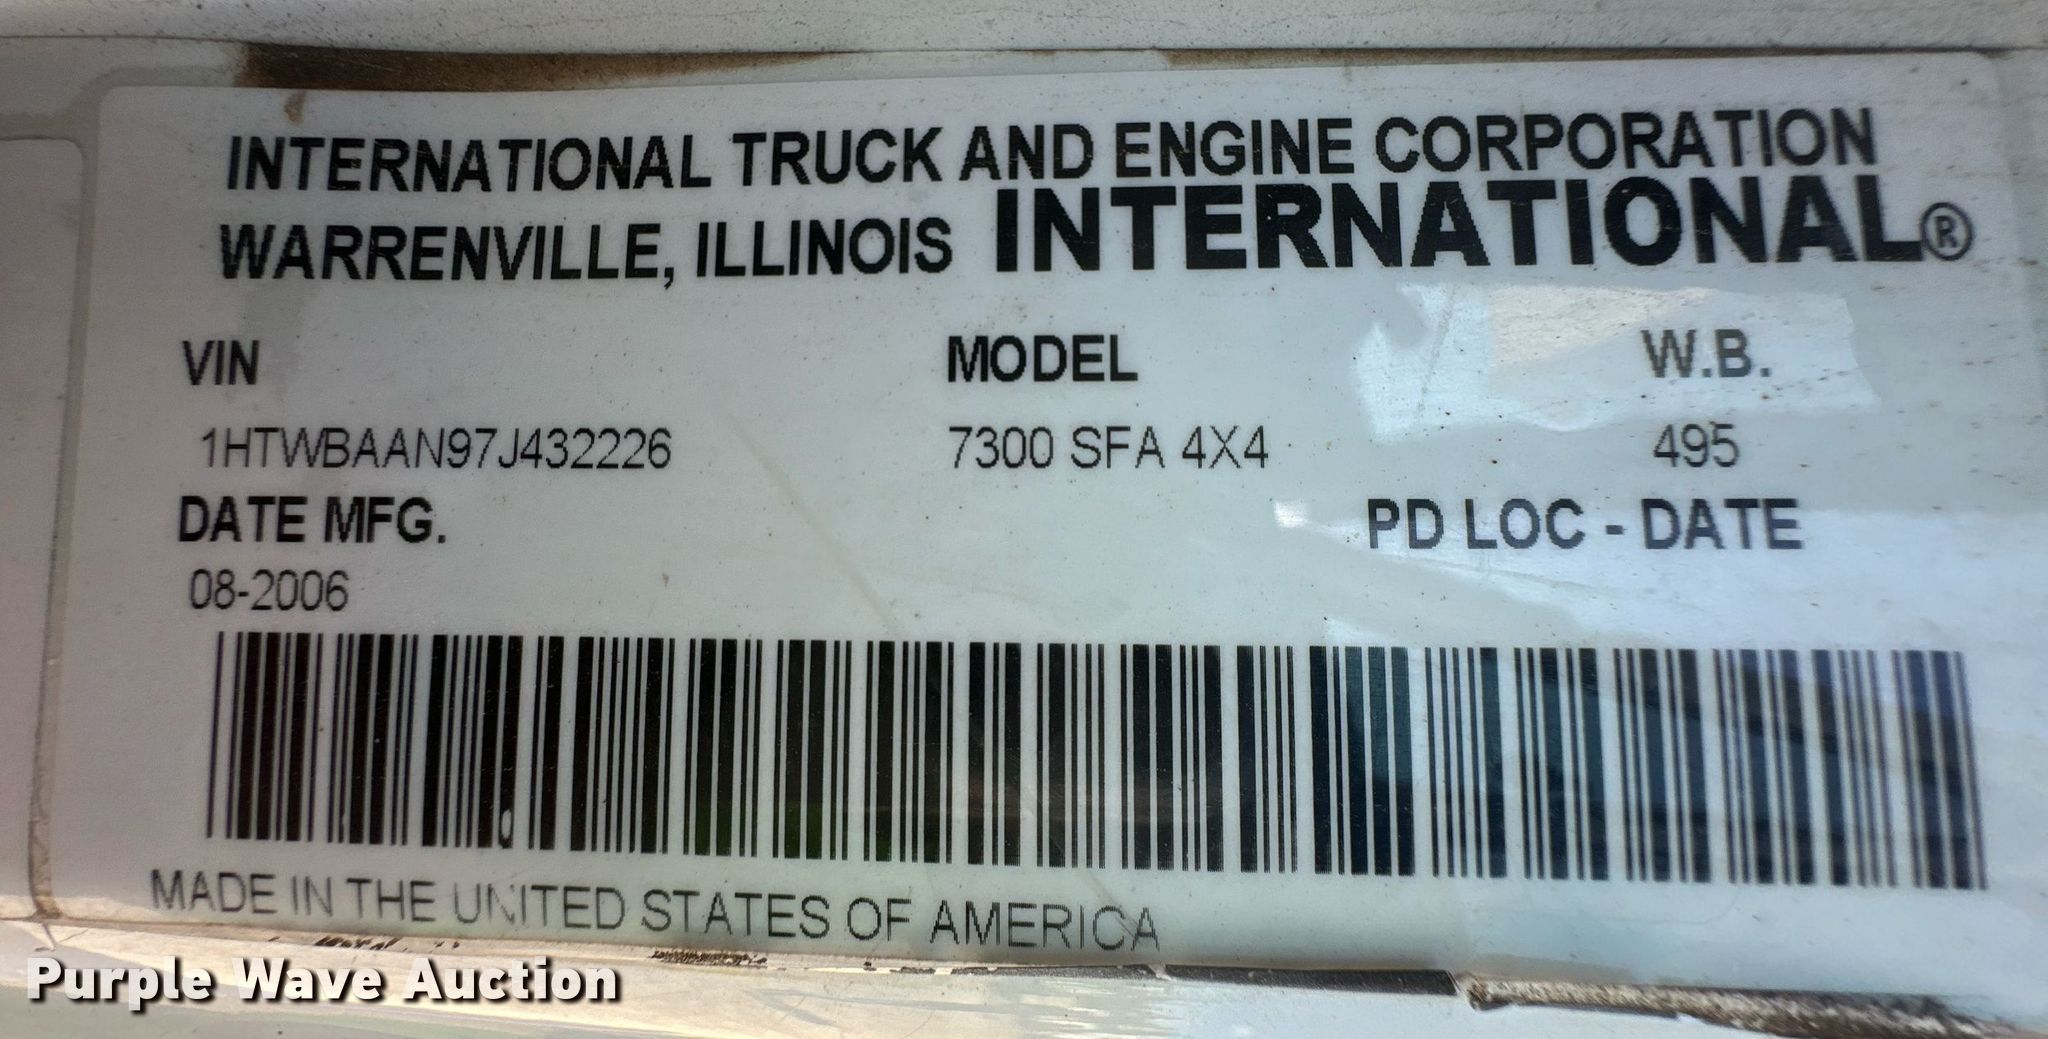 INTERNATIONAL TRUCK AND ENGINE CORPORATION
WARRENVILLE, ILLINOIS INTERNATIONAL®
VIN MODEL W.B.
1HTWBAAN97J432226 7300 SFA 4X4 495
DATE MFG. PD LOC - DATE
08-2006
MADE IN THE UNITED STATES OF AMERICA
Purple Wave Auction